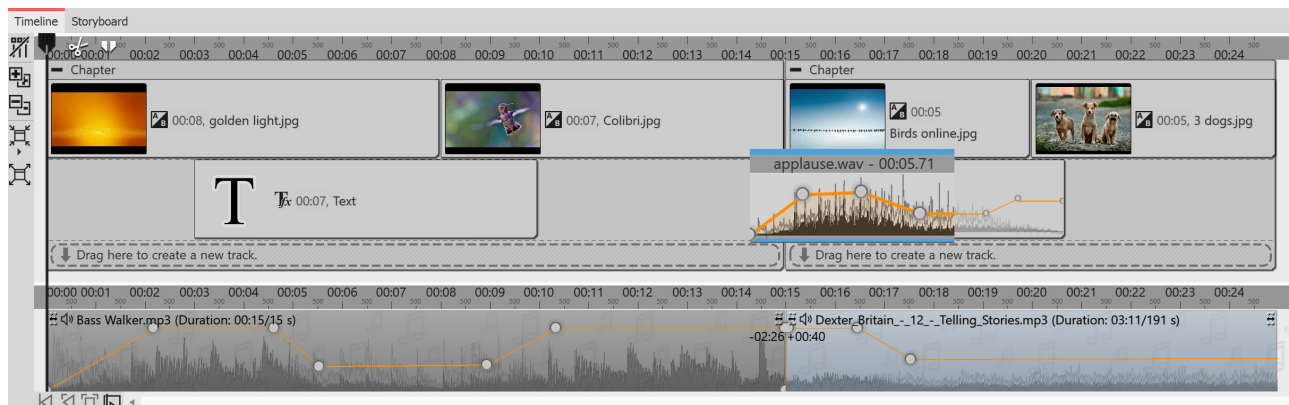 Timeline Storyboard
00:00 00:01 00:02 00:03 00:04 00:05 00:06 00:07 00:08 00:09 00:10 00:11 00:12 00:13 00:14 00:15 00:16 00:17 00:18 00:19 00:20 00:21 00:22 00:23 00:24
Chapter Chapter
A B 00:08, golden light.jpg A B 00:07, Colibri.jpg A B 00:05 A B 00:05, 3 dogs.jpg
Birds online.jpg
applause.wav - 00:05.71
T Tfx 00:07, Text
Drag here to create a new track. Drag here to create a new track.
00:00 00:01 00:02 00:03 00:04 00:05 00:06 00:07 00:08 00:09 00:10 00:11 00:12 00:13 00:14 00:15 00:16 00:17 00:18 00:19 00:20 00:21 00:22 00:23 00:24
Bass Walker.mp3 (Duration: 00:15/15 s) Dexter_Britain_-_12_-_Telling_Stories.mp3 (Duration: 03:11/191 s)
-02:26 +00:40